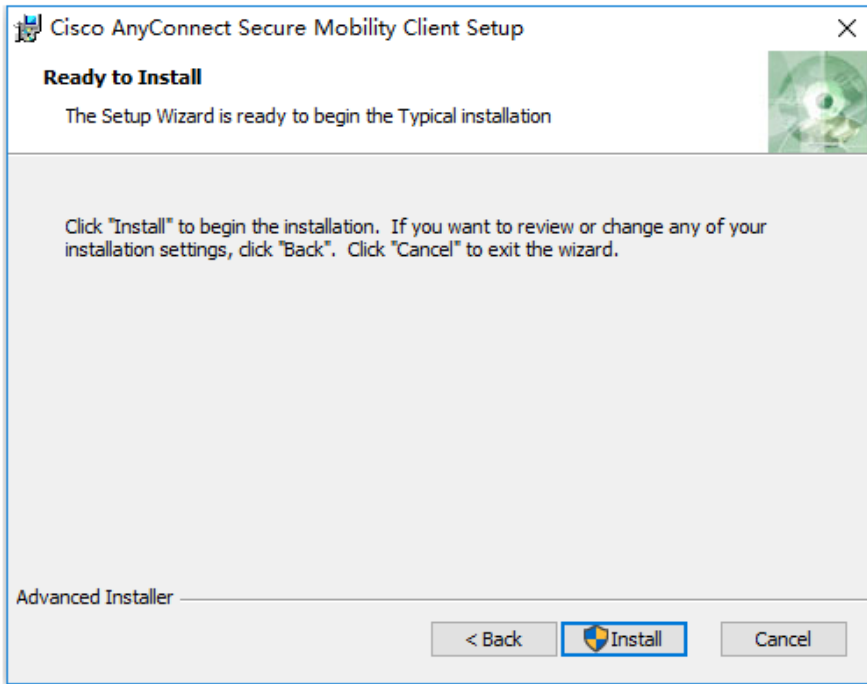 Cisco AnyConnect Secure Mobility Client Setup
Ready to Install
The Setup Wizard is ready to begin the Typical installation
Click "Install" to begin the installation.  If you want to review or change any of your
installation settings, click "Back".  Click "Cancel" to exit the wizard.
Advanced Installer
< Back
Install
Cancel